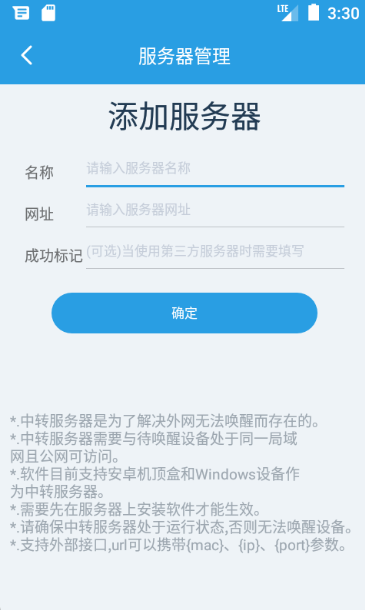 LTE 3:30
服务器管理
添加服务器
名称 请输入服务器名称
网址 请输入服务器网址
成功标记 (可选)当使用第三方服务器时需要填写
确定
*.中转服务器是为了解决外网无法唤醒而存在的。
*.中转服务器需要与待唤醒设备处于同一局域
网且公网可访问。
*.软件目前支持安卓机顶盒和Windows设备作
为中转服务器。
*.需要先在服务器上安装软件才能生效。
*.请确保中转服务器处于运行状态,否则无法唤醒设备。
*.支持外部接口,url可以携带{mac}、{ip}、{port}参数。